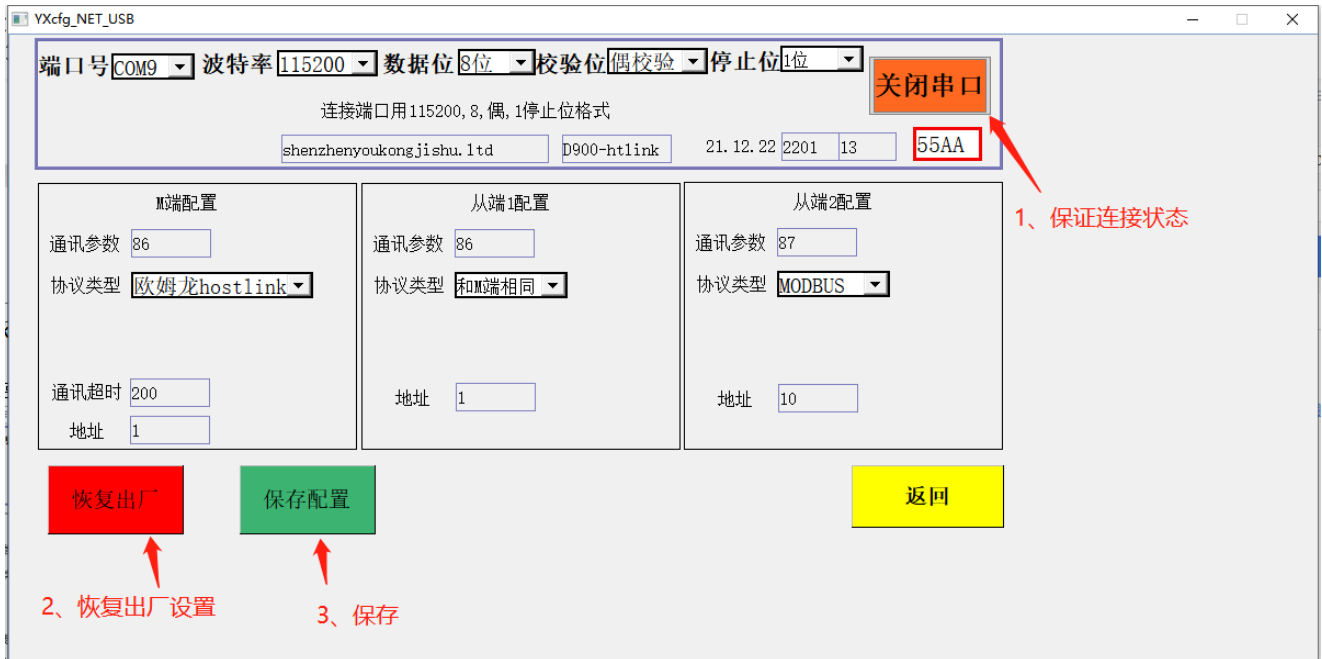 YXcfg_NET_USB
端口号 COM9 波特率 115200 数据位 8位 校验位 偶校验 停止位 1位
关闭串口
连接端口用115200,8,偶,1停止位格式
shenzhenyoukongjishu.ltd D900-htlink 21.12.22 2201 13 55AA
1、保证连接状态
M端配置
通讯参数 86
协议类型 欧姆龙hostlink
通讯超时 200
地址 1
从端1配置
通讯参数 86
协议类型 和M端相同
地址 1
从端2配置
通讯参数 87
协议类型 MODBUS
地址 10
恢复出厂 保存配置 返回
2、恢复出厂设置
3、保存